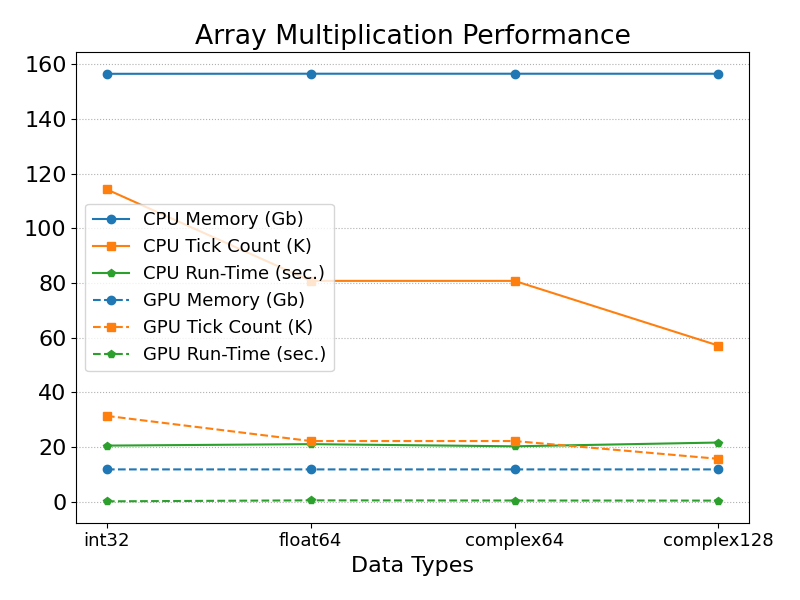 Array Multiplication Performance
160
140
120
100
80
60
40
20
0
CPU Memory (Gb)
CPU Tick Count (K)
CPU Run-Time (sec.)
GPU Memory (Gb)
GPU Tick Count (K)
GPU Run-Time (sec.)
int32 float64 complex64 complex128
Data Types